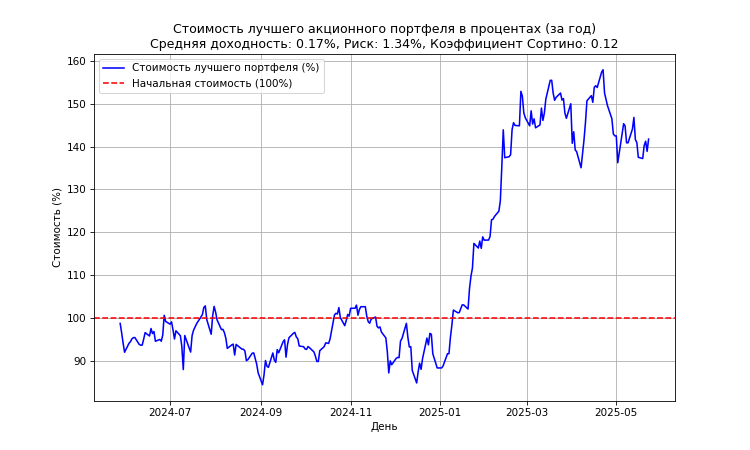 Стоимость лучшего акционного портфеля в процентах (за год)
Средняя доходность: 0.17%, Риск: 1.34%, Коэффициент Сортино: 0.12
Стоимость лучшего портфеля (%)
Начальная стоимость (100%)
Стоимость (%)
160
150
140
130
120
110
100
90
2024-07
2024-09
2024-11
2025-01
2025-03
2025-05
День